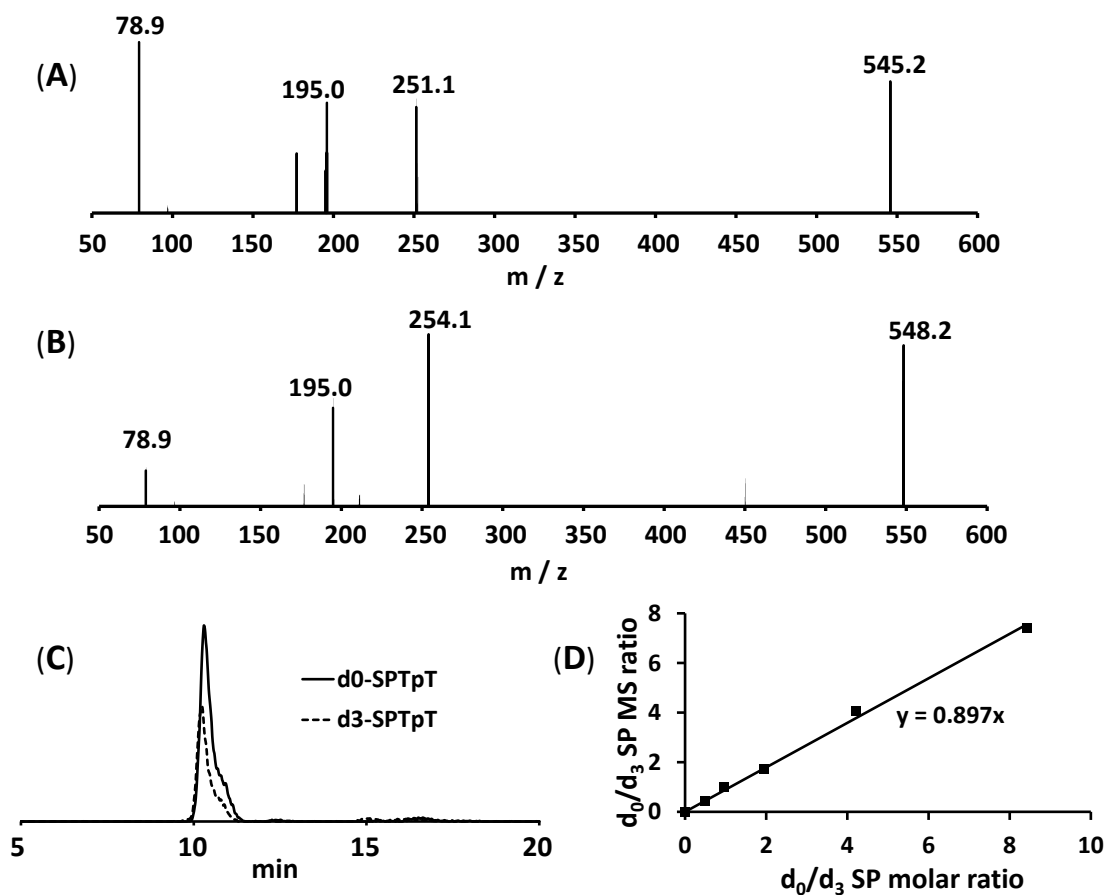 (A)
78.9
195.0
251.1
545.2
50 100 150 200 250 300 350 400 450 500 550 600
m / z
(B)
78.9
195.0
254.1
548.2
50 100 150 200 250 300 350 400 450 500 550 600
m / z
(C)
d0-SPTpT
d3-SPTpT
5 10 15 20
min
(D)
d₀/d₃ SP MS ratio
8
6
4
2
0
y = 0.897x
0 2 4 6 8 10
d₀/d₃ SP molar ratio